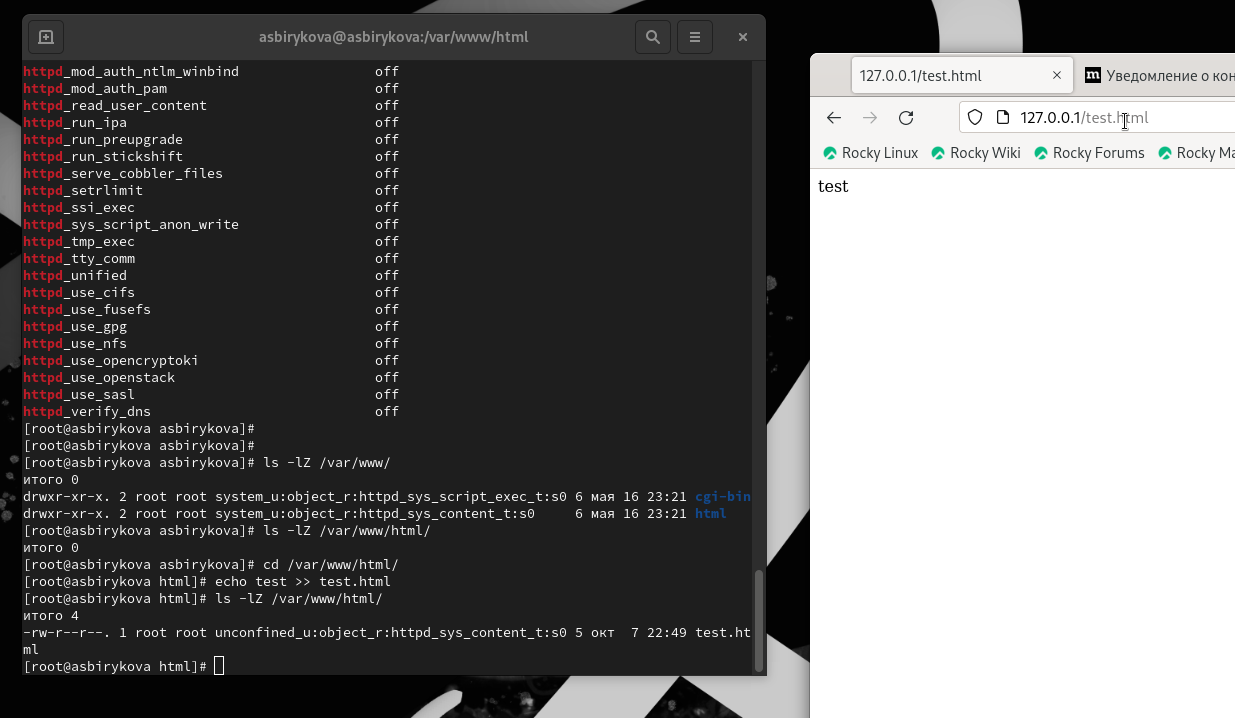 asbirykova@asbirykova:/var/www/html
httpd_mod_auth_ntlm_winbind off
httpd_mod_auth_pam off
httpd_read_user_content off
httpd_run_ipa off
httpd_run_preupgrade off
httpd_run_stickshift off
httpd_serve_cobbler_files off
httpd_setrlimit off
httpd_ssi_exec off
httpd_sys_script_anon_write off
httpd_tmp_exec off
httpd_tty_comm off
httpd_unified off
httpd_use_cifs off
httpd_use_fusefs off
httpd_use_gpg off
httpd_use_nfs off
httpd_use_opencryptoki off
httpd_use_openstack off
httpd_use_sasl off
httpd_verify_dns off
[root@asbirykova asbirykova]#
[root@asbirykova asbirykova]#
[root@asbirykova asbirykova]# ls -lZ /var/www/
итого 0
drwxr-xr-x. 2 root root system_u:object_r:httpd_sys_script_exec_t:s0 6 мая 16 23:21 cgi-bin
drwxr-xr-x. 2 root root system_u:object_r:httpd_sys_content_t:s0 6 мая 16 23:21 html
[root@asbirykova asbirykova]# ls -lZ /var/www/html/
итого 0
[root@asbirykova asbirykova]# cd /var/www/html/
[root@asbirykova html]# echo test >> test.html
[root@asbirykova html]# ls -lZ /var/www/html/
итого 4
-rw-r--r--. 1 root root unconfined_u:object_r:httpd_sys_content_t:s0 5 окт 7 22:49 test.ht
ml
[root@asbirykova html]#
127.0.0.1/test.html
m Уведомление о кон
127.0.0.1/test.html
Rocky Linux Rocky Wiki Rocky Forums Rocky Ma
test